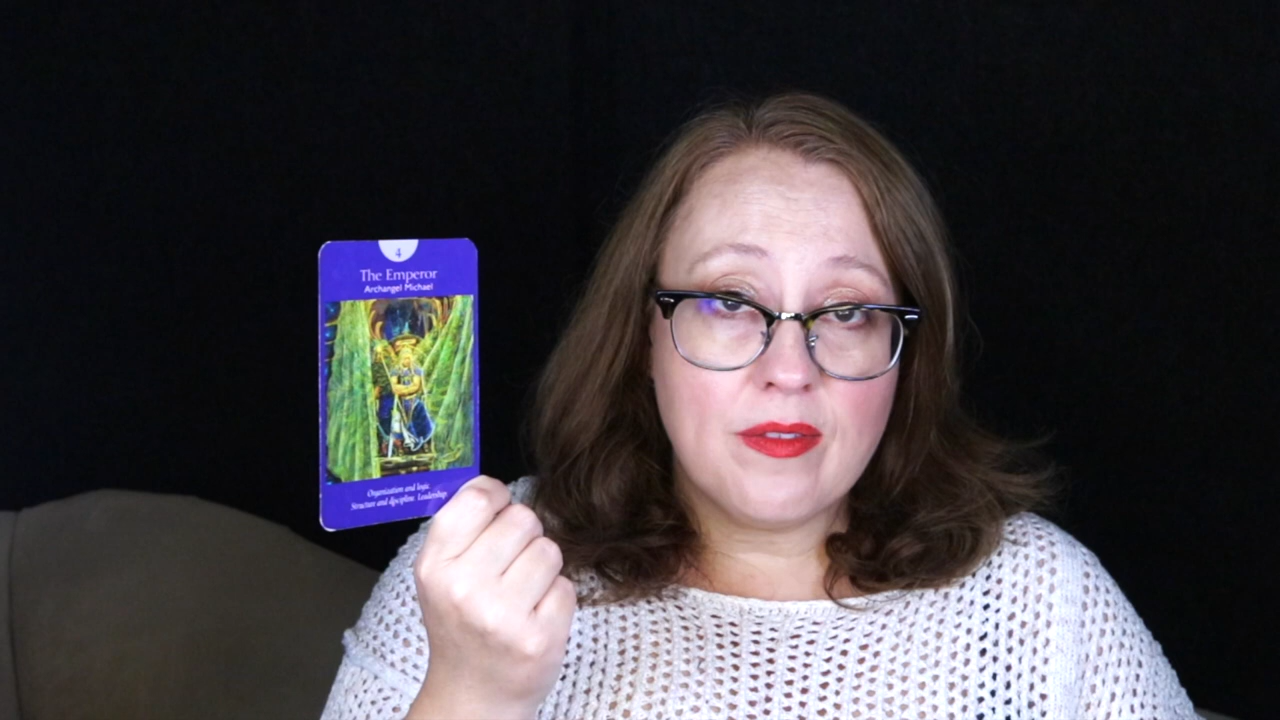 4
The Emperor
Archangel Michael
Organization and logic.
Structure and discipline. Leadership.